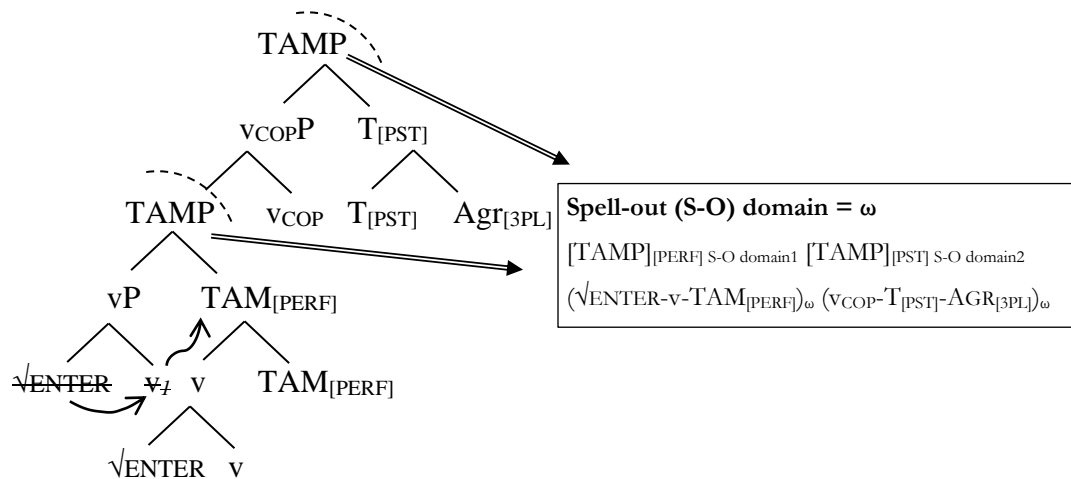 TAMP
vCOPP T[PST]
TAMP vCOP T[PST] Agr[3PL]
vP TAM[PERF]
√ENTER v1 v TAM[PERF]
√ENTER v
Spell-out (S-O) domain = ω
[TAMP][PERF] S-O domain1 [TAMP][PST] S-O domain2
(√ENTER-v-TAM[PERF])ω (vCOP-T[PST]-AGR[3PL])ω